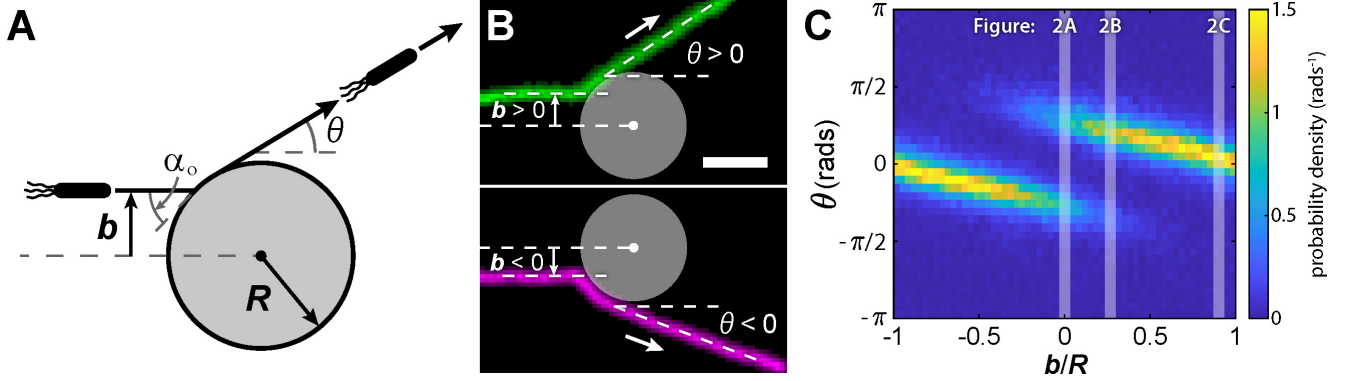 A
αo
θ
b
R
B
θ > 0
b > 0
b < 0
θ < 0
C
Figure: 2A 2B 2C
π
π/2
0
-π/2
-π
θ (rads)
-1 -0.5 0 0.5 1
b/R
1.5
1
0.5
0
probability density (rads⁻¹)